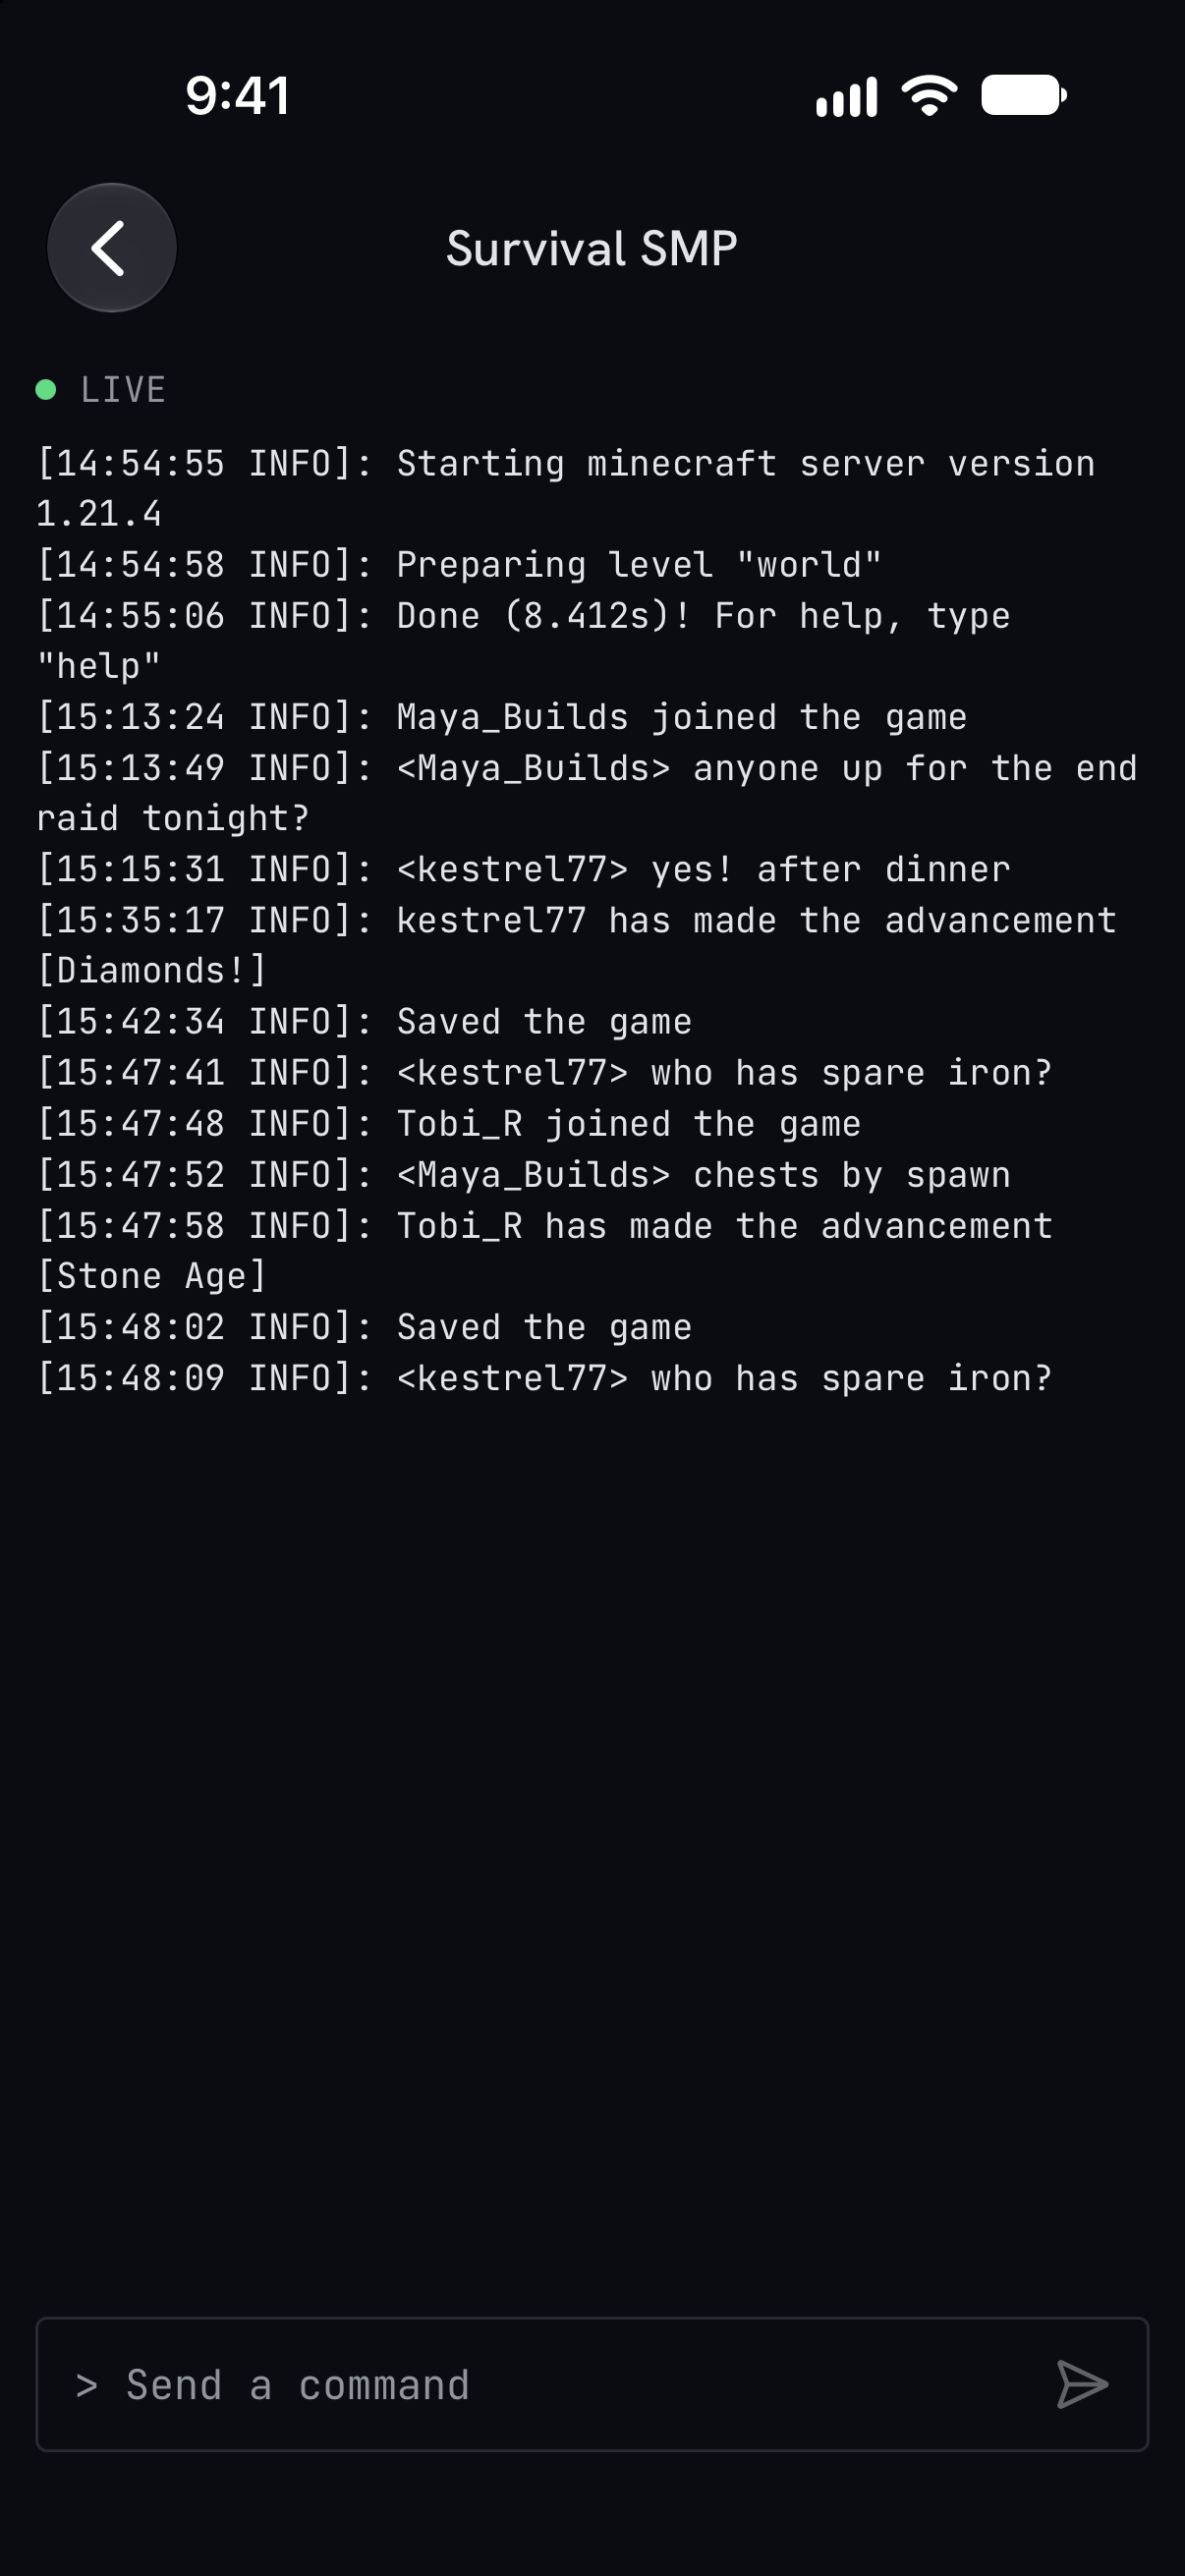 9:41
Survival SMP
LIVE
[14:54:55 INFO]: Starting minecraft server version
1.21.4
[14:54:58 INFO]: Preparing level "world"
[14:55:06 INFO]: Done (8.412s)! For help, type
"help"
[15:13:24 INFO]: Maya_Builds joined the game
[15:13:49 INFO]: <Maya_Builds> anyone up for the end
raid tonight?
[15:15:31 INFO]: <kestrel77> yes! after dinner
[15:35:17 INFO]: kestrel77 has made the advancement
[Diamonds!]
[15:42:34 INFO]: Saved the game
[15:47:41 INFO]: <kestrel77> who has spare iron?
[15:47:48 INFO]: Tobi_R joined the game
[15:47:52 INFO]: <Maya_Builds> chests by spawn
[15:47:58 INFO]: Tobi_R has made the advancement
[Stone Age]
[15:48:02 INFO]: Saved the game
[15:48:09 INFO]: <kestrel77> who has spare iron?
> Send a command